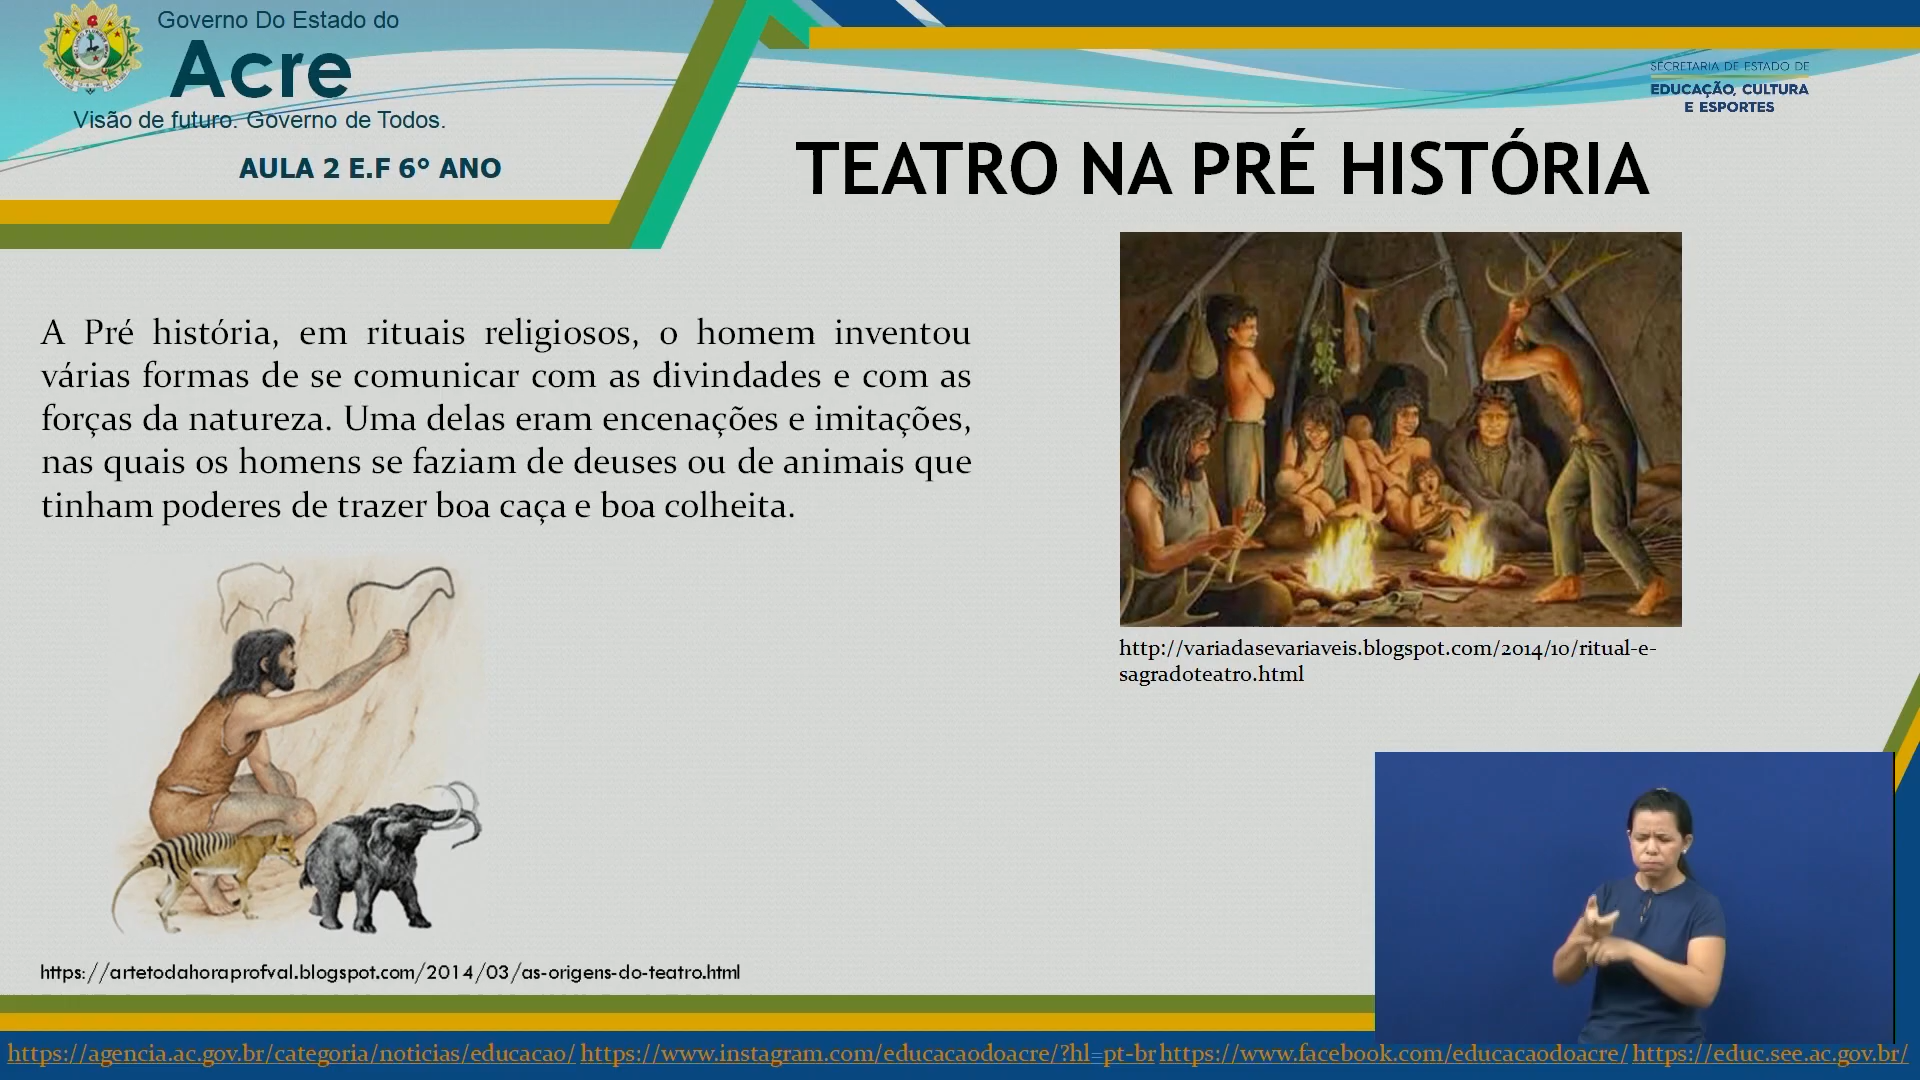 Governo Do Estado do
Acre
Visão de futuro. Governo de Todos.
AULA 2 E.F 6° ANO
SECRETARIA DE ESTADO DE
EDUCAÇÃO, CULTURA
E ESPORTES
TEATRO NA PRÉ HISTÓRIA
A Pré história, em rituais religiosos, o homem inventou
várias formas de se comunicar com as divindades e com as
forças da natureza. Uma delas eram encenações e imitações,
nas quais os homens se faziam de deuses ou de animais que
tinham poderes de trazer boa caça e boa colheita.
http://variadasevariaveis.blogspot.com/2014/10/ritual-e-
sagradoteatro.html
https://artetodahoraprofval.blogspot.com/2014/03/as-origens-do-teatro.html
https://agencia.ac.gov.br/categoria/noticias/educacao/ https://www.instagram.com/educacaodoacre/?hl=pt-br https://www.facebook.com/educacaodoacre/ https://educ.see.ac.gov.br/